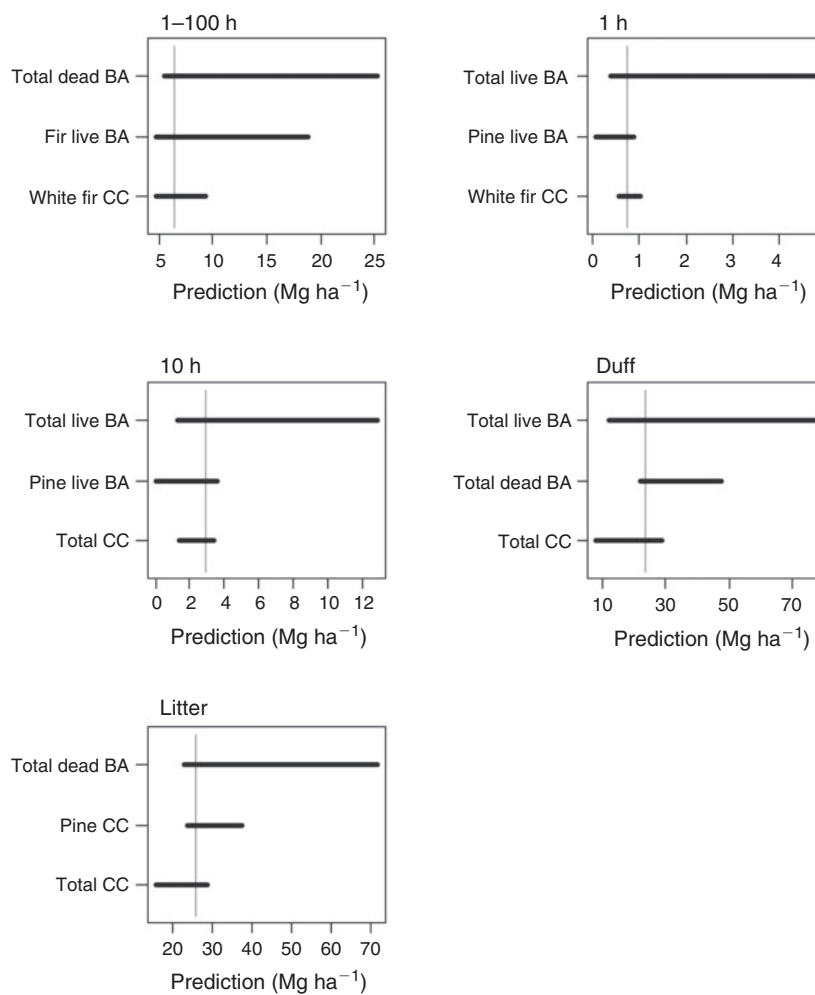 1–100 h
Total dead BA
Fir live BA
White fir CC
5 10 15 20 25
Prediction (Mg ha⁻¹)
1 h
Total live BA
Pine live BA
White fir CC
0 1 2 3 4
Prediction (Mg ha⁻¹)
10 h
Total live BA
Pine live BA
Total CC
0 2 4 6 8 10 12
Prediction (Mg ha⁻¹)
Duff
Total live BA
Total dead BA
Total CC
10 30 50 70
Prediction (Mg ha⁻¹)
Litter
Total dead BA
Pine CC
Total CC
20 30 40 50 60 70
Prediction (Mg ha⁻¹)